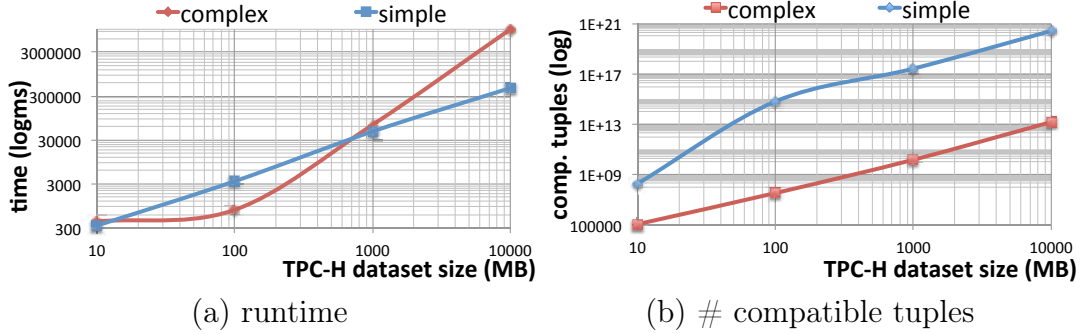 complex simple
time (logms)
3000000
300000
30000
3000
300
10 100 1000 10000
TPC-H dataset size (MB)
(a) runtime
complex simple
comp. tuples (log)
1E+21
1E+17
1E+13
1E+09
100000
10 100 1000 10000
TPC-H dataset size (MB)
(b) # compatible tuples